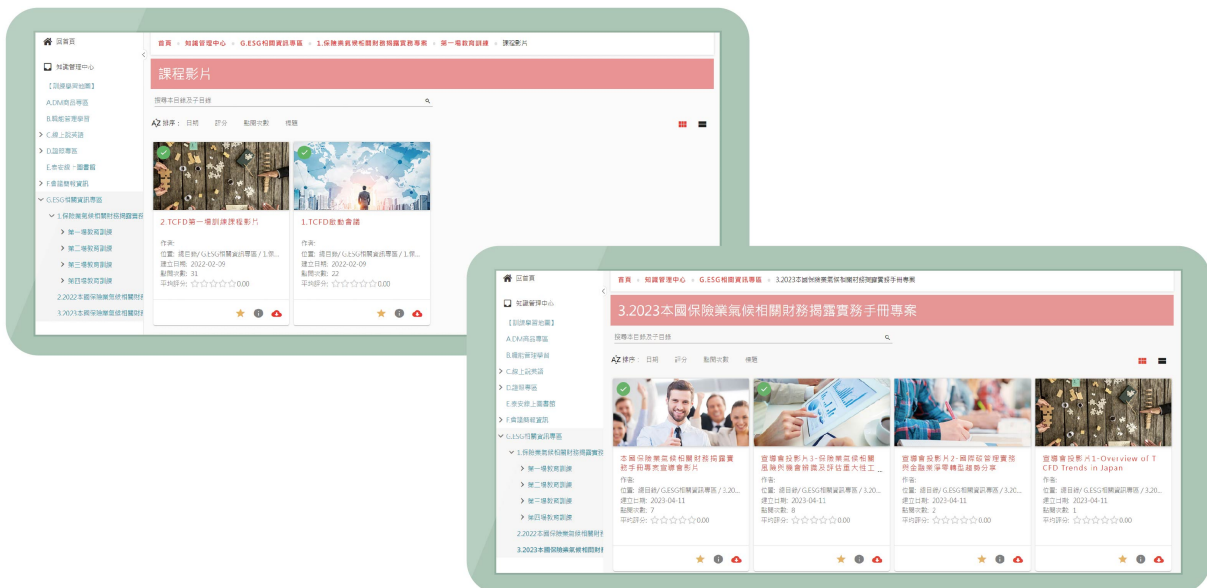 回首頁
知識管理中心
【訓練學習地圖】
A.DM商品專區
B.職能管理學習
C.線上說英語
D.證照專區
E.泰安線上圖書館
F.會議簡報資訊
G.ESG相關資訊專區
1.保險業氣候相關財務揭露實務
第一場教育訓練
第二場教育訓練
第三場教育訓練
第四場教育訓練
2.2022本國保險業氣候相關財務
3.2023本國保險業氣候相關財務
首頁 > 知識管理中心 > G.ESG相關資訊專區 > 1.保險業氣候相關財務揭露實務專案 > 第一場教育訓練 > 課程影片
課程影片
搜尋本目錄及子目錄
AZ 排序： 日期 評分 點閱次數 標題
2.TCFD第一場訓練課程影片
作者:
位置: 總目錄/ G.ESG相關資訊專區 / 1.保...
建立日期: 2022-02-09
點閱次數: 31
平均評分: ☆☆☆☆☆0.00
1.TCFD啟動會議
作者:
位置: 總目錄/ G.ESG相關資訊專區 / 1.保...
建立日期: 2022-02-09
點閱次數: 22
平均評分: ☆☆☆☆☆0.00
回首頁
知識管理中心
【訓練學習地圖】
A.DM商品專區
B.職能管理學習
C.線上說英語
D.證照專區
E.泰安線上圖書館
F.會議簡報資訊
G.ESG相關資訊專區
1.保險業氣候相關財務揭露實務
第一場教育訓練
第二場教育訓練
第三場教育訓練
第四場教育訓練
2.2022本國保險業氣候相關財務
3.2023本國保險業氣候相關財務
首頁 > 知識管理中心 > G.ESG相關資訊專區 > 3.2023本國保險業氣候相關財務揭露實務手冊專案
3.2023本國保險業氣候相關財務揭露實務手冊專案
搜尋本目錄及子目錄
AZ 排序： 日期 評分 點閱次數 標題
本國保險業氣候相關財務揭露實
務手冊專案宣導會影片
作者:
位置: 總目錄/ G.ESG相關資訊專區 / 3.20...
建立日期: 2023-04-11
點閱次數: 7
平均評分: ☆☆☆☆☆0.00
宣導會投影片3-保險業氣候相關
風險與機會辨識及評估重大性工...
作者:
位置: 總目錄/ G.ESG相關資訊專區 / 3.20...
建立日期: 2023-04-11
點閱次數: 8
平均評分: ☆☆☆☆☆0.00
宣導會投影片2-國際碳管理實務
與金融業淨零轉型趨勢分享
作者:
位置: 總目錄/ G.ESG相關資訊專區 / 3.20...
建立日期: 2023-04-11
點閱次數: 2
平均評分: ☆☆☆☆☆0.00
宣導會投影片1-Overview of T
CFD Trends in Japan
作者:
位置: 總目錄/ G.ESG相關資訊專區 / 3.20...
建立日期: 2023-04-11
點閱次數: 1
平均評分: ☆☆☆☆☆0.00